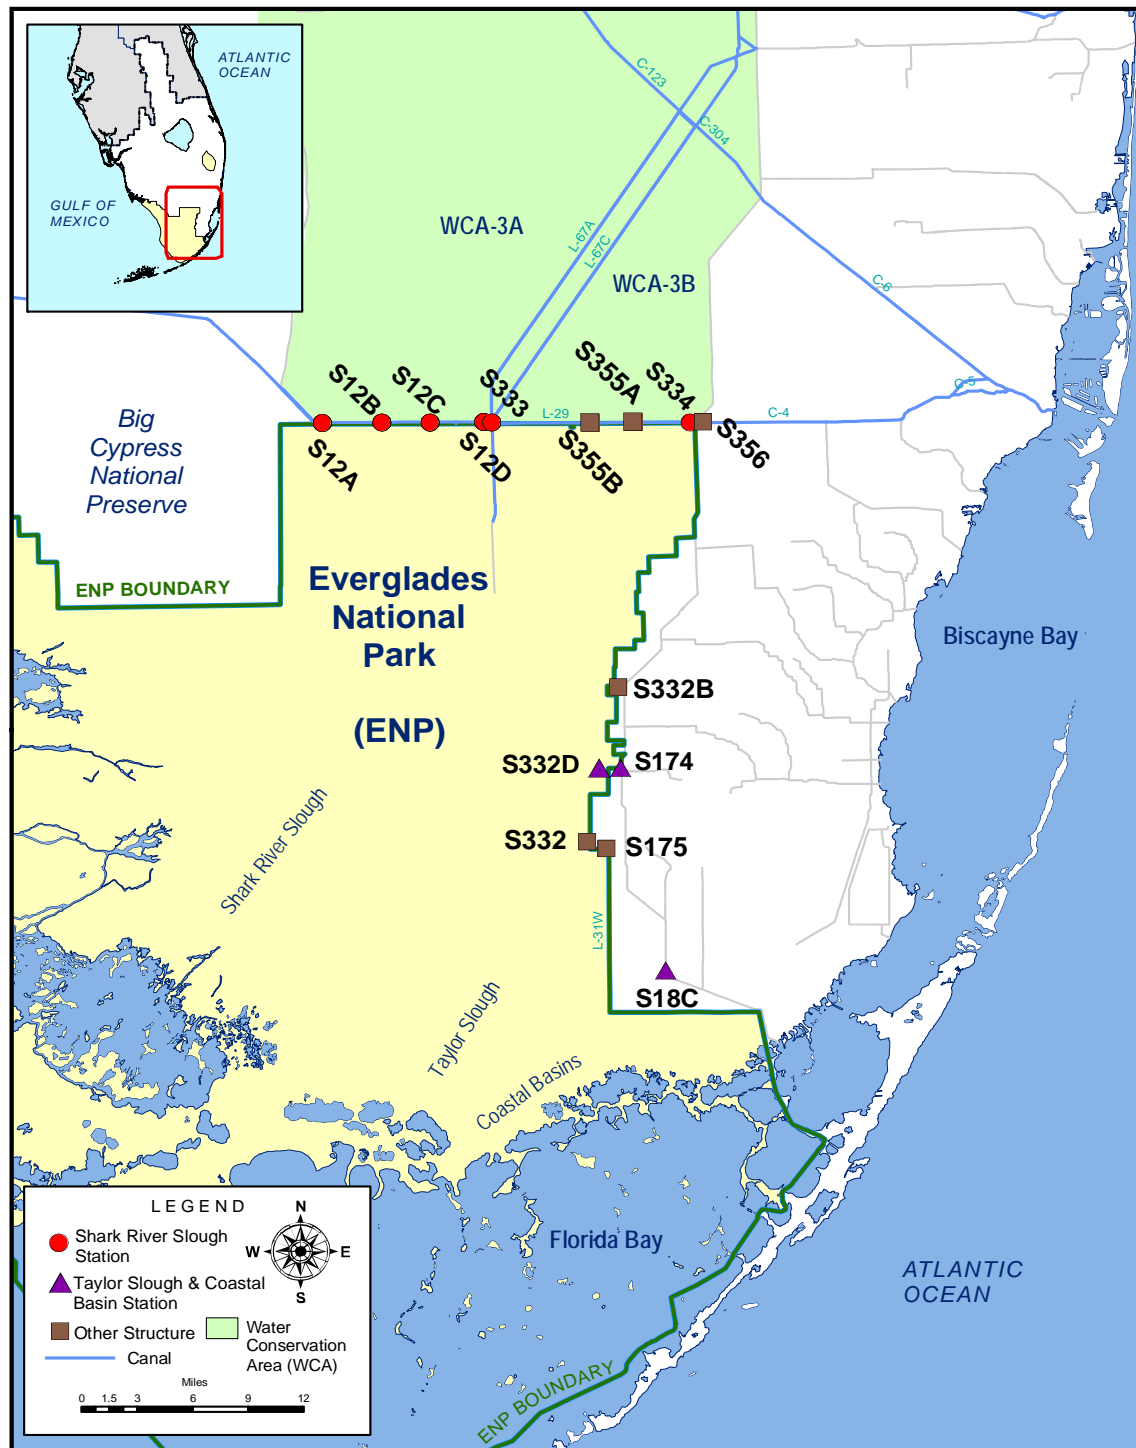 ATLANTIC
OCEAN
GULF OF
MEXICO
C-123
C-304
WCA-3A
L-67A
L-67C
WCA-3B
C-6
S12B
S12C
S333
S355A
S334
C-5
L-29
C-4
S12A
S12D
S355B
S356
Big
Cypress
National
Preserve
ENP BOUNDARY
Everglades
National
Park
(ENP)
Biscayne Bay
S332B
S332D
S174
S332
S175
Shark River Slough
L-31W
S18C
Taylor Slough
Coastal Basins
Florida Bay
ATLANTIC
OCEAN
ENP BOUNDARY
LEGEND
N
W
E
S
Shark River Slough
Station
Taylor Slough & Coastal
Basin Station
Other Structure
Water
Conservation
Area (WCA)
Canal
Miles
0 1.5 3 6 9 12